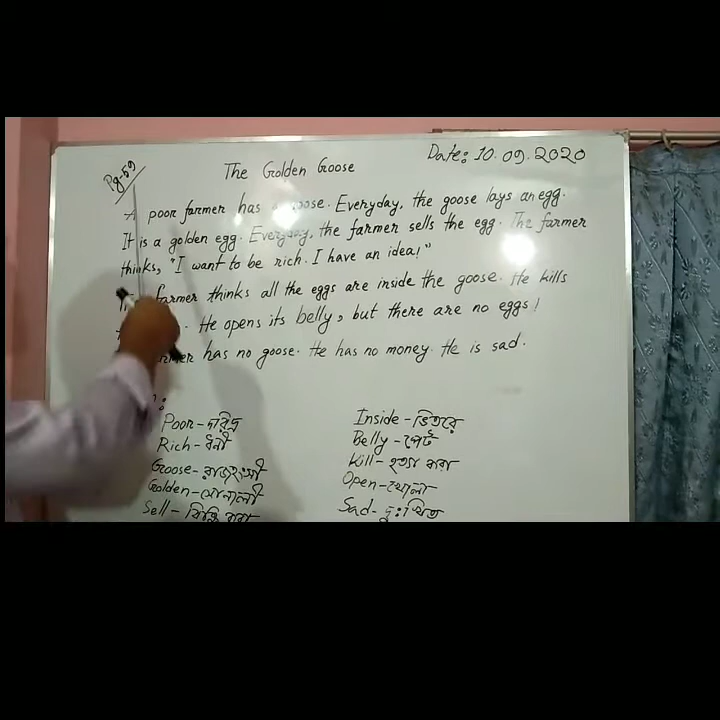 Pg-59
The Golden Goose
Date: 10.09.2020
A poor farmer has a goose. Everyday, the goose lays an egg.
It is a golden egg. Everyday, the farmer sells the egg. The farmer
thinks, "I want to be rich. I have an idea!"
farmer thinks all the eggs are inside the goose. He kills
He opens its belly, but there are no eggs!
has no goose. He has no money. He is sad.
Poor - দরিদ্র
Rich - ধনী
Goose - রাজহংসী
Golden - সোনালী
Sell - বিক্রি করা
Inside - ভিতরে
Belly - পেট
Kill - হত্যা করা
Open - খোলা
Sad - দুঃখিত